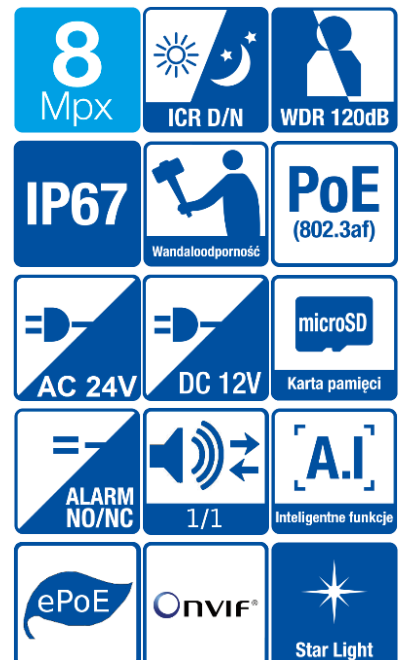 8
Mpx
ICR D/N
WDR 120dB
IP67
Wandaloodporność
PoE
(802.3af)
AC 24V
DC 12V
microSD
Karta pamięci
ALARM
NO/NC
1/1
A.I
Inteligentne funkcje
ePoE
ONVIF®
Star Light